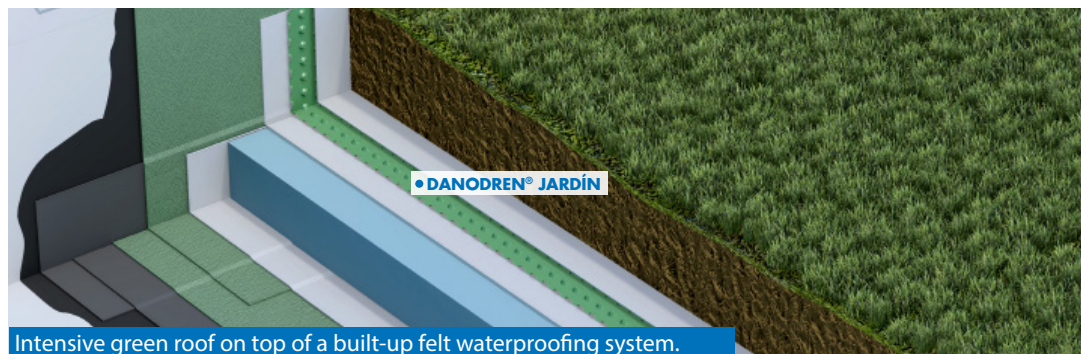 • DANODREN® JARDÍN
Intensive green roof on top of a built-up felt waterproofing system.